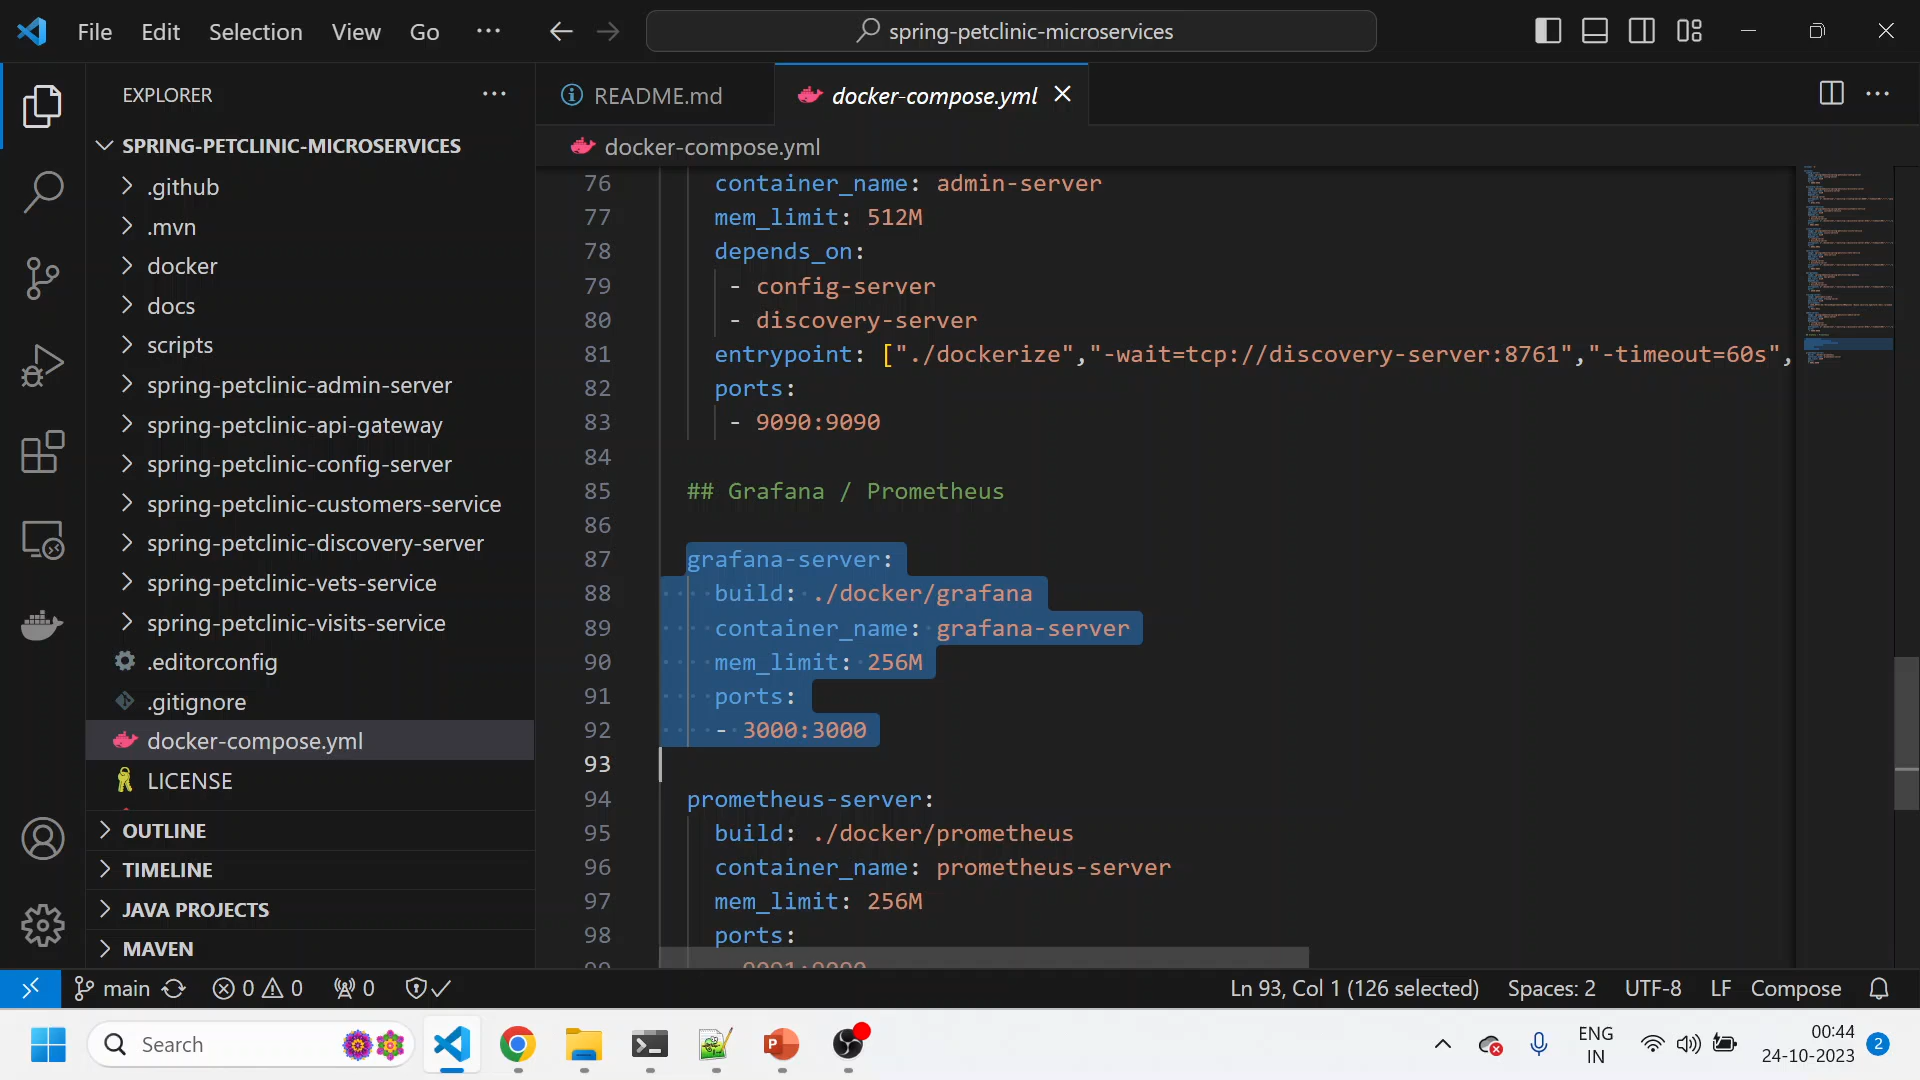 File Edit Selection View Go ···
spring-petclinic-microservices
EXPLORER
README.md
docker-compose.yml
docker-compose.yml
SPRING-PETCLINIC-MICROSERVICES
.github
.mvn
docker
docs
scripts
spring-petclinic-admin-server
spring-petclinic-api-gateway
spring-petclinic-config-server
spring-petclinic-customers-service
spring-petclinic-discovery-server
spring-petclinic-vets-service
spring-petclinic-visits-service
.editorconfig
.gitignore
docker-compose.yml
LICENSE
OUTLINE
TIMELINE
JAVA PROJECTS
MAVEN
76 container_name: admin-server
77 mem_limit: 512M
78 depends_on:
79 - config-server
80 - discovery-server
81 entrypoint: ["./dockerize","-wait=tcp://discovery-server:8761","-timeout=60s",
82 ports:
83 - 9090:9090
84
85 ## Grafana / Prometheus
86
87 grafana-server:
88 build: ./docker/grafana
89 container_name: grafana-server
90 mem_limit: 256M
91 ports:
92 - 3000:3000
93
94 prometheus-server:
95 build: ./docker/prometheus
96 container_name: prometheus-server
97 mem_limit: 256M
98 ports:
99 - 9091:9090
main 0 0 0 Ln 93, Col 1 (126 selected) Spaces: 2 UTF-8 LF Compose
Search
P
ENG
IN
00:44
24-10-2023
2